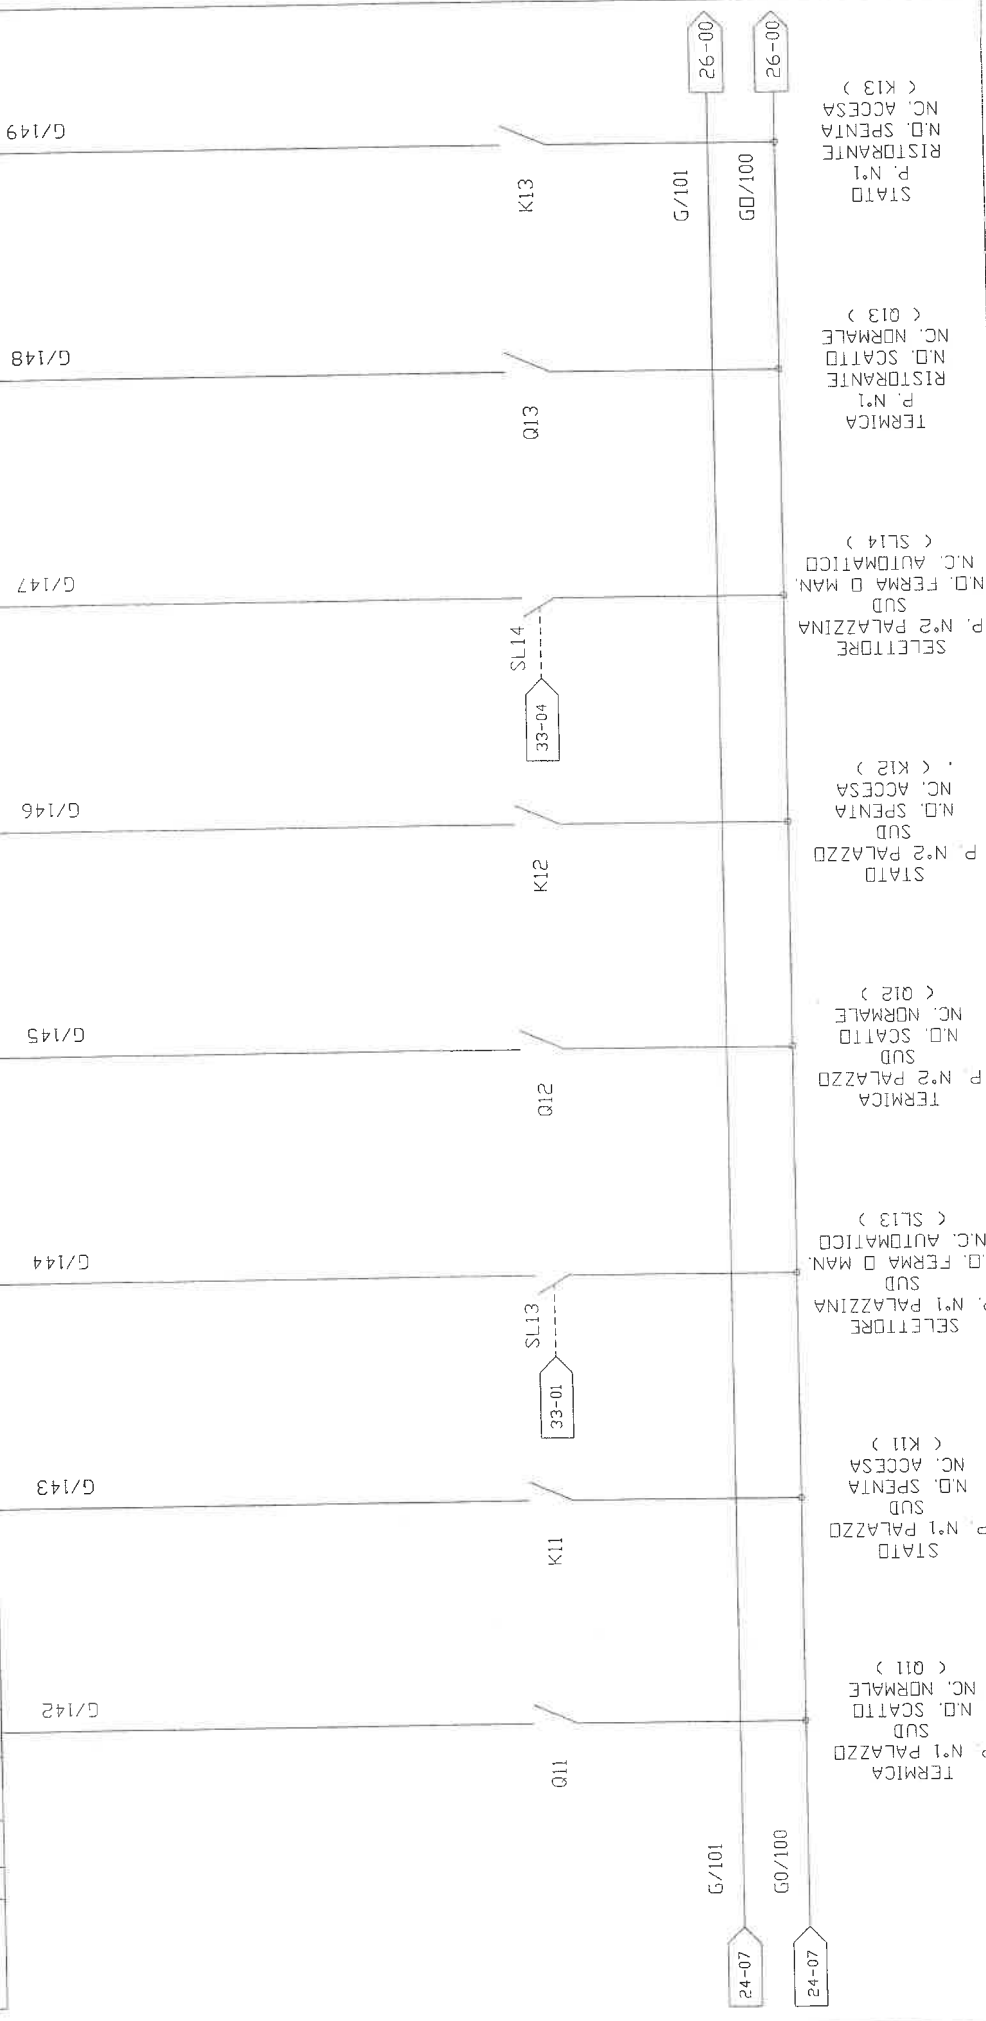 G/142
G/143
G/144
G/145
G/146
G/147
G/148
G/149
Q11
K11
SL13
33-01
Q12
K12
SL14
33-04
Q13
K13
G/101
G0/100
24-07
24-07
G/101
G0/100
26-00
26-00
TERMICA
P. N°1 PALAZZO
SUD
N.O. SCATTO
NC. NORMALE
( Q11 )
STATO
P. N°1 PALAZZO
SUD
N.O. SPENTA
NC. ACCESA
( K11 )
SELETTORE
P. N°1 PALAZZINA
SUD
.O. FERMA O MAN.
N.C. AUTOMATICO
( SL13 )
TERMICA
P. N°2 PALAZZO
SUD
N.O. SCATTO
NC. NORMALE
( Q12 )
STATO
P. N°2 PALAZZO
SUD
N.O. SPENTA
NC. ACCESA
. ( K12 )
SELETTORE
P. N°2 PALAZZINA
SUD
N.O. FERMA O MAN.
N.C. AUTOMATICO
( SL14 )
TERMICA
P. N°1
RISTORANTE
N.O. SCATTO
NC. NORMALE
( Q13 )
STATO
P. N°1
RISTORANTE
N.O. SPENTA
NC. ACCESA
( K13 )